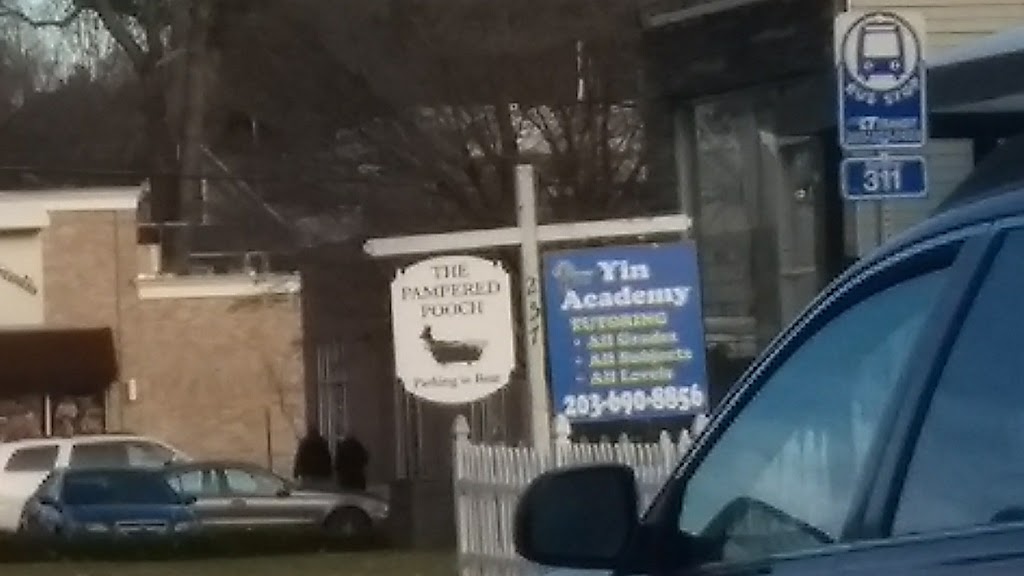 THE
PAMPERED
POOCH
Parking in Rear
237
Yin
Academy
TUTORING
- All Grades
- All Subjects
- All Levels
203-690-8856
BUS STOP
311